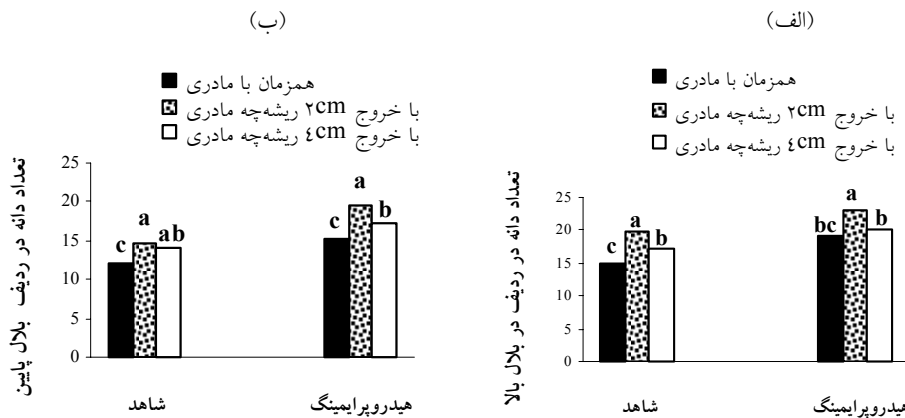 (الف)
همزمان با مادری
با خروج ۲cm ریشه‌چه مادری
با خروج ٤cm ریشه‌چه مادری
تعداد دانه در ردیف در بلال بالا
25
20
15
10
5
0
c a b
bc a b
شاهد
هیدروپرایمینگ
(ب)
همزمان با مادری
با خروج ۲cm ریشه‌چه مادری
با خروج ٤cm ریشه‌چه مادری
تعداد دانه در ردیف بلال پایین
25
20
15
10
5
0
c a ab
c a b
شاهد
هیدروپرایمینگ